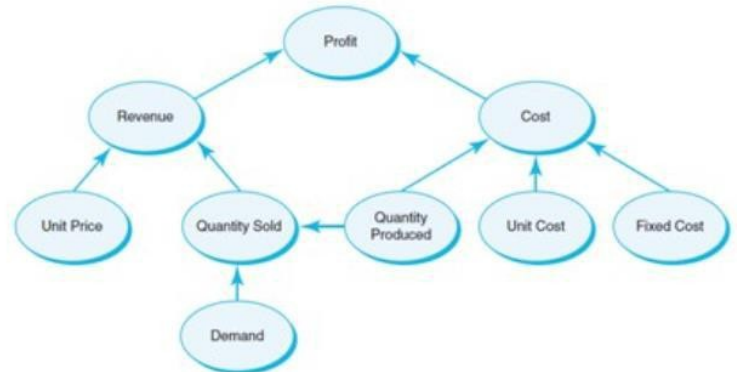 Profit
Revenue
Cost
Unit Price
Quantity Sold
Quantity
Produced
Unit Cost
Fixed Cost
Demand